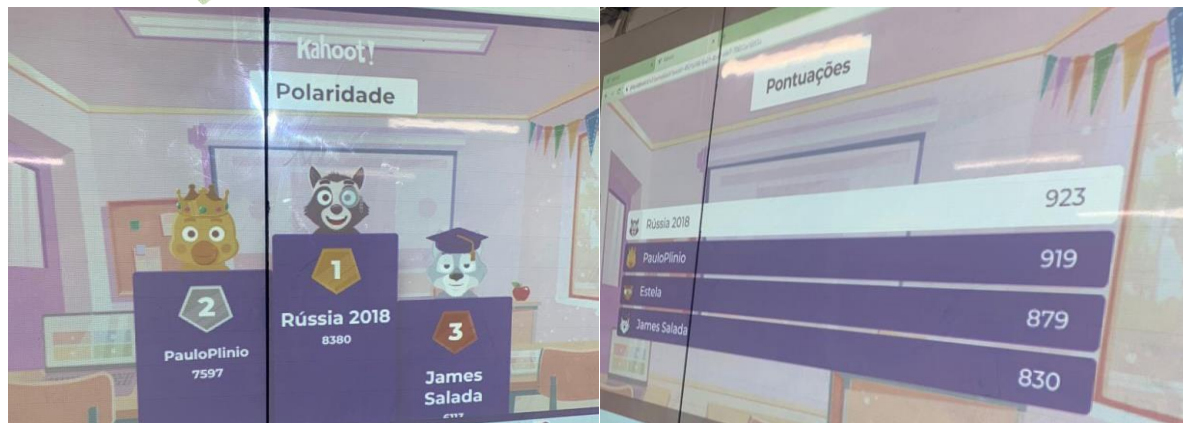 Kahoot!
Polaridade
1
2
Rússia 2018
8380
3
PauloPlinio
7597
James
Salada
Pontuações
Rússia 2018 923
PauloPlinio 919
Estela 879
James Salada 830